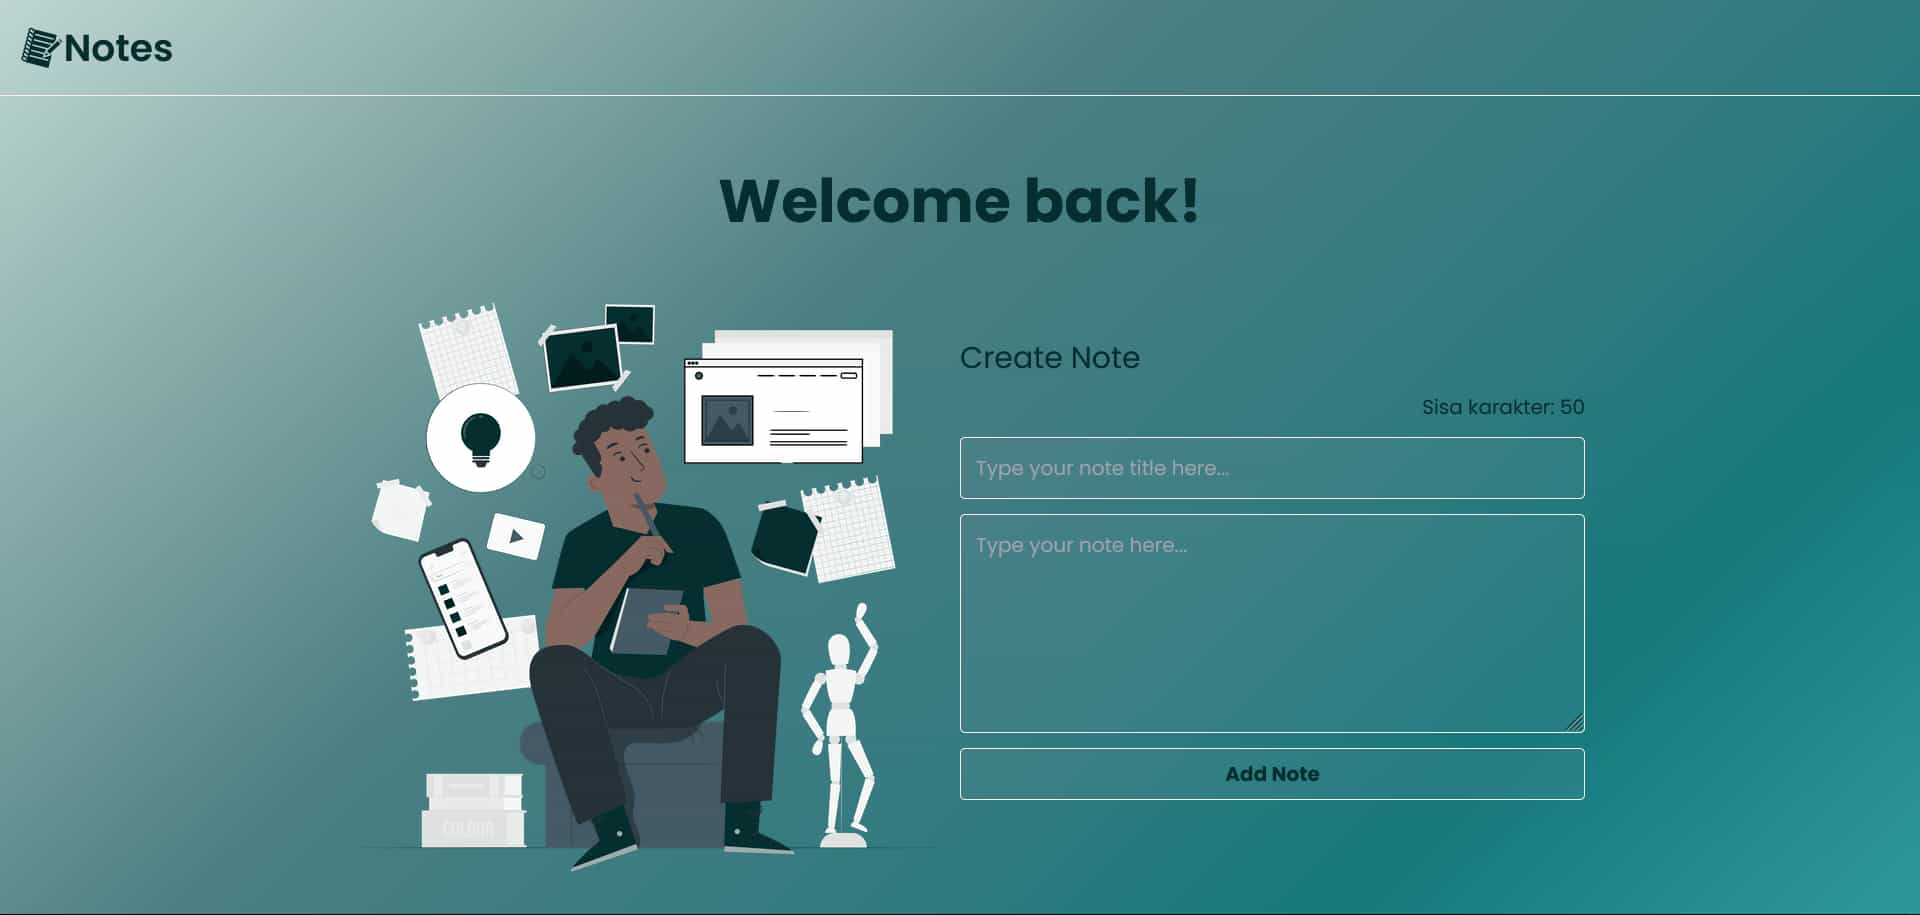 Notes
Welcome back!
Create Note
Sisa karakter: 50
Type your note title here...
Type your note here...
Add Note
COLOUR